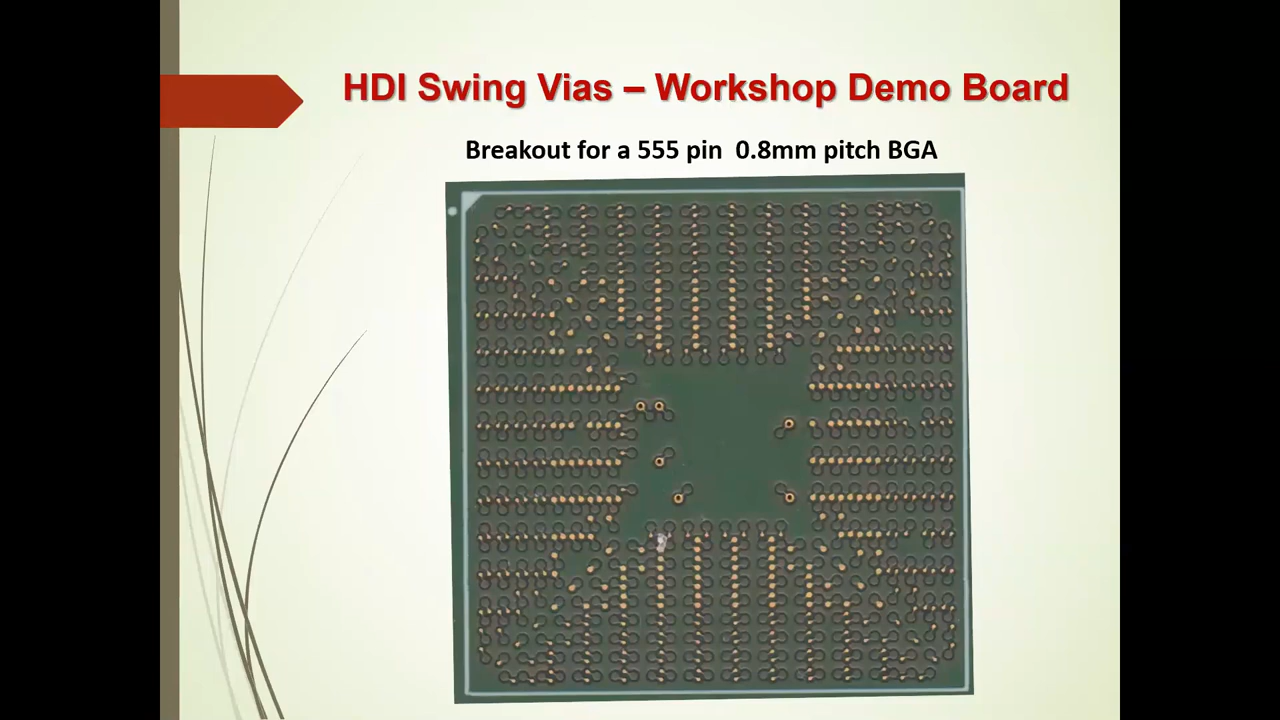 HDI Swing Vias – Workshop Demo Board
Breakout for a 555 pin 0.8mm pitch BGA